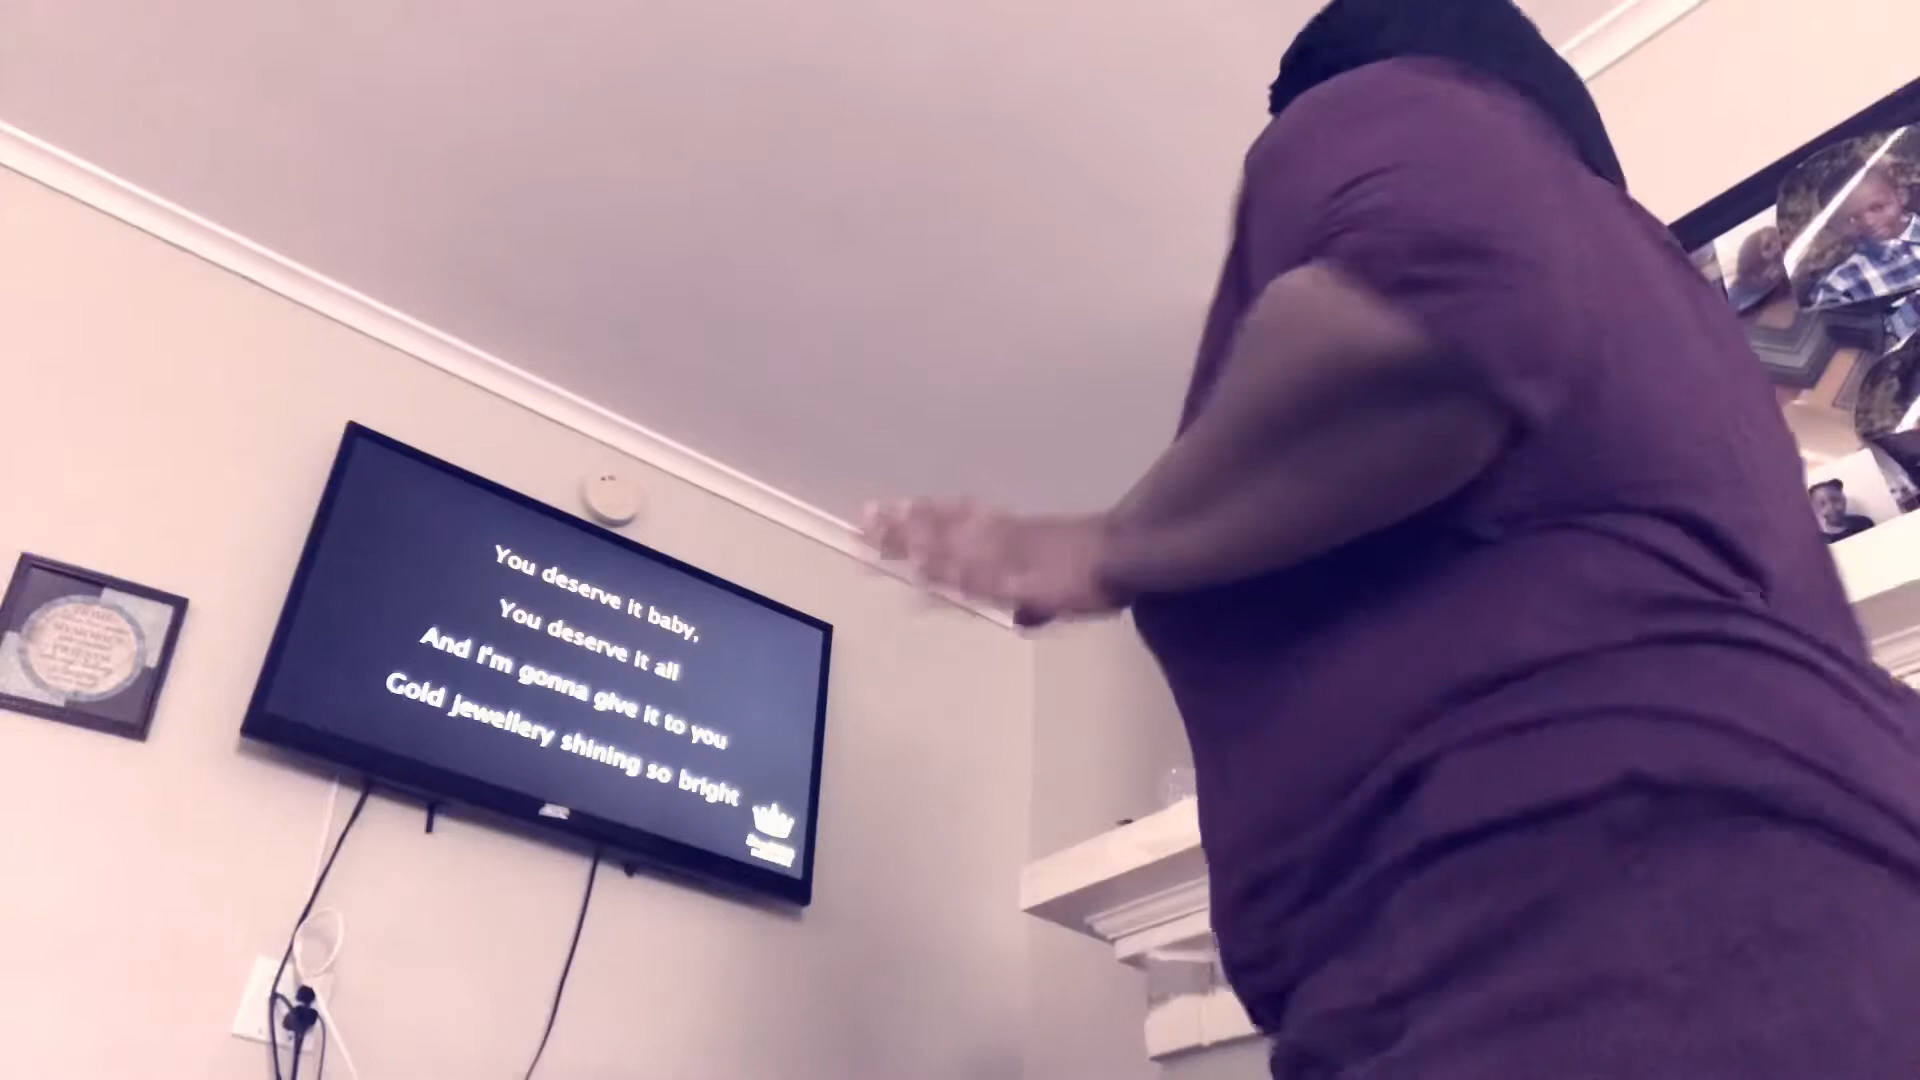 You deserve it baby,
You deserve it all
And I'm gonna give it to you
Gold jewellery shining so bright